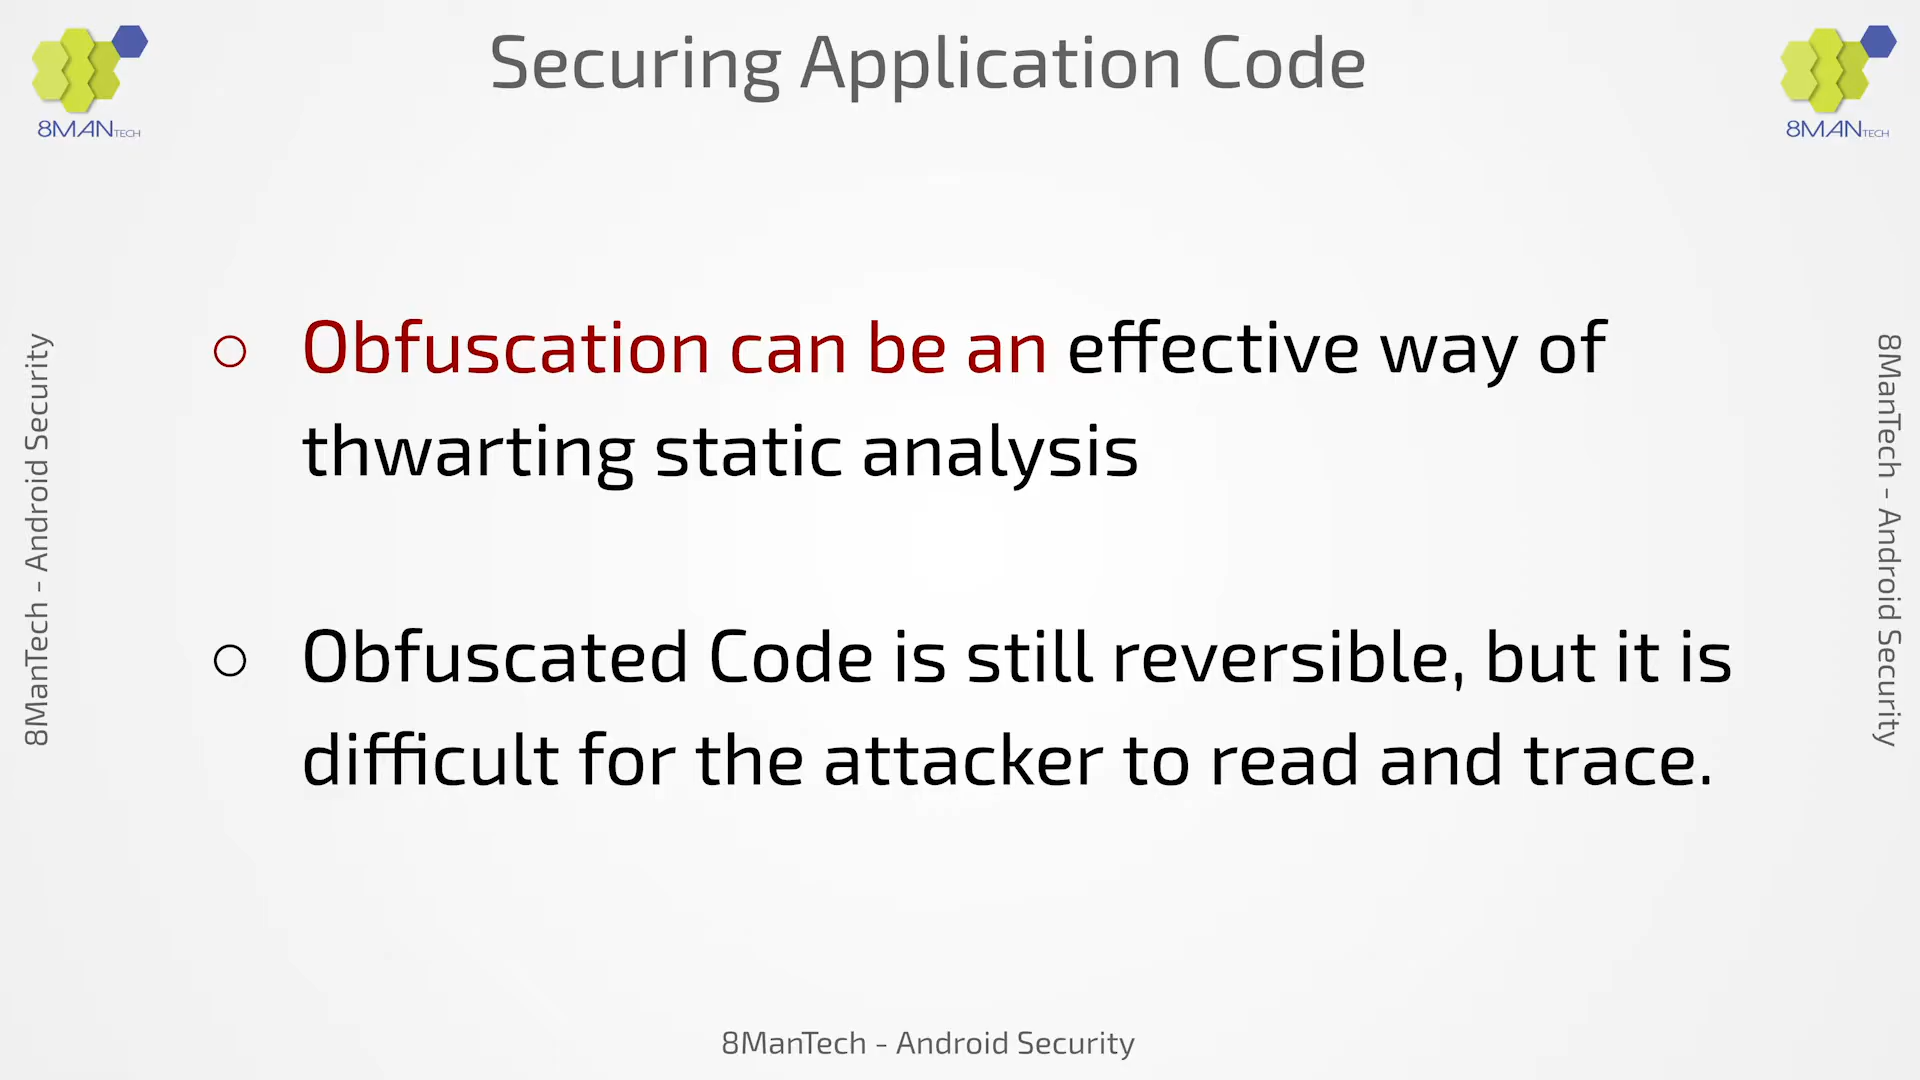 Securing Application Code
8MANTECH
8MANTECH
○ Obfuscation can be an effective way of
thwarting static analysis
○ Obfuscated Code is still reversible, but it is
difficult for the attacker to read and trace.
8ManTech - Android Security
8ManTech - Android Security
8ManTech - Android Security